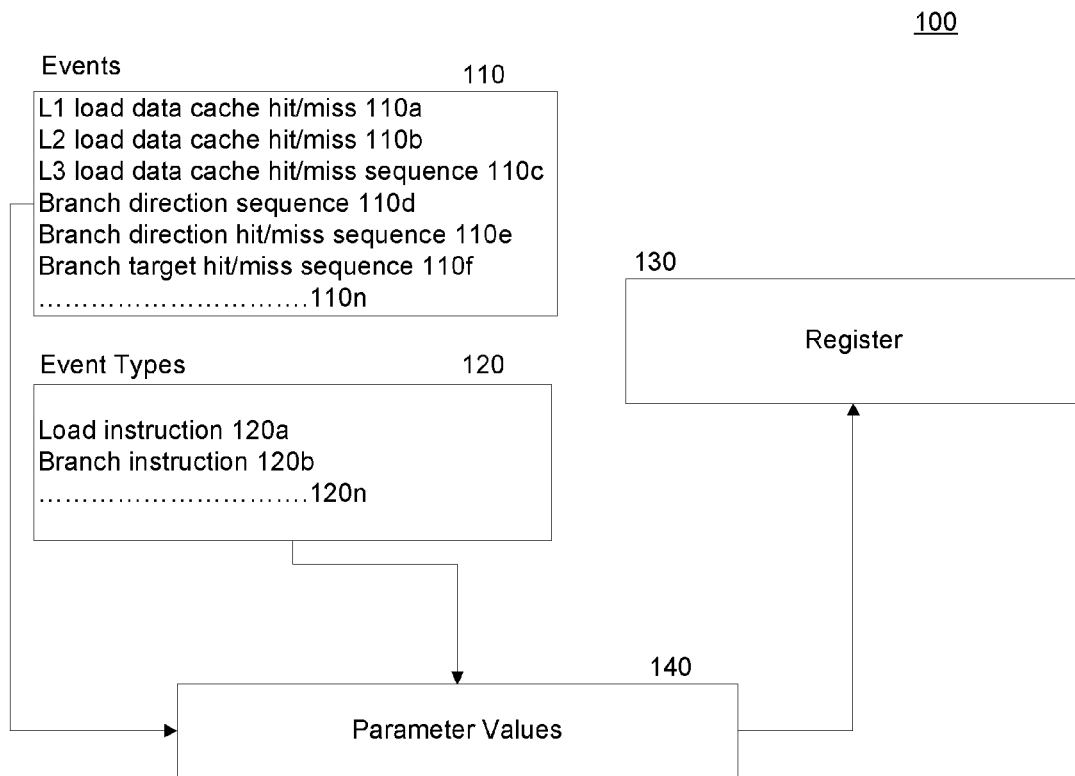 100
Events 110
L1 load data cache hit/miss 110a
L2 load data cache hit/miss 110b
L3 load data cache hit/miss sequence 110c
Branch direction sequence 110d
Branch direction hit/miss sequence 110e
Branch target hit/miss sequence 110f
…………………………….110n
130
Register
Event Types 120
Load instruction 120a
Branch instruction 120b
…………………………….120n
140
Parameter Values